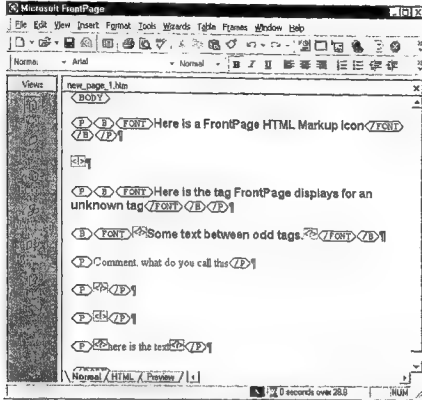 Microsoft FrontPage
File Edit View Insert Format Tools Wizards Table Frames Window Help
Normal Arial Normal B I U
Views new_page_1.htm
BODY
P B FONT Here is a FrontPage HTML Markup Icon /FONT
/B /P ¶
<!> ¶
P B FONT Here is the tag FrontPage displays for an
unknown tag /FONT /B /P ¶
B FONT <?> Some text between odd tags. <?> /FONT /B ¶
P Comment, what do you call this /P ¶
P <?> /P ¶
P <!> /P ¶
P <?> here is the text <?> /P ¶
Normal HTML Preview
0 seconds over 28.8 NUM